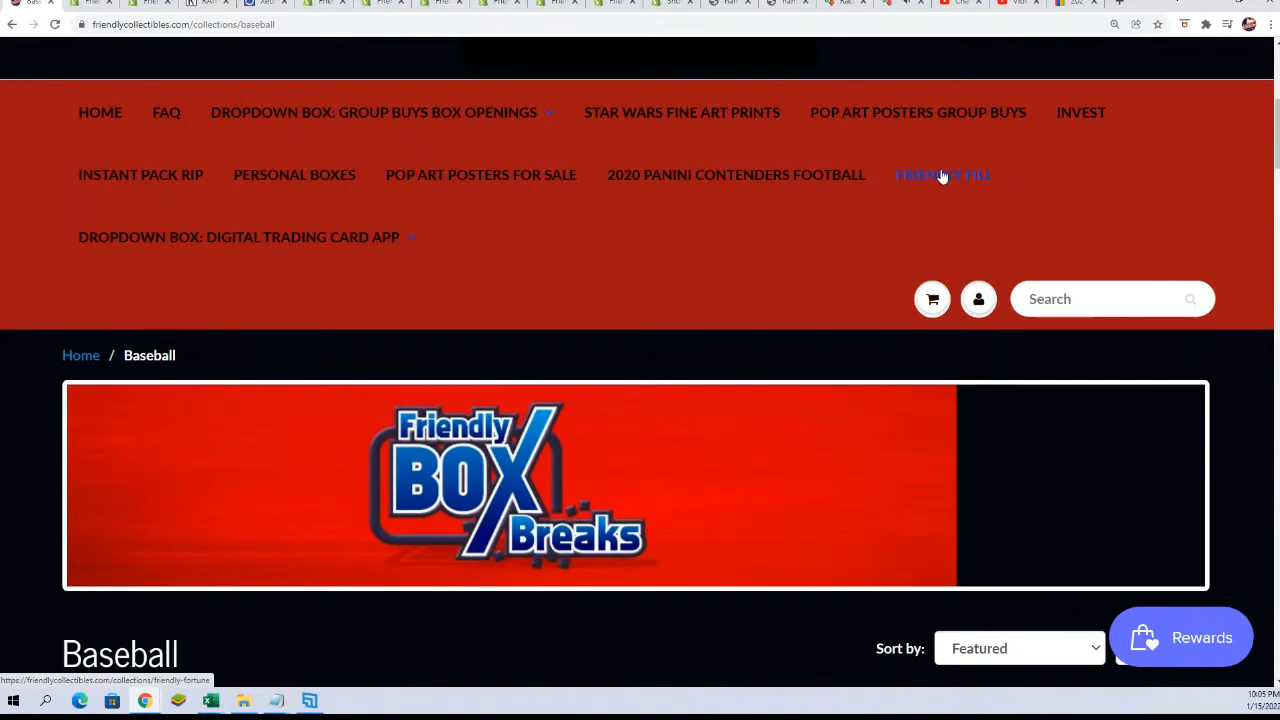 friendlycollectibles.com/collections/baseball
HOME FAQ DROPDOWN BOX: GROUP BUYS BOX OPENINGS STAR WARS FINE ART PRINTS POP ART POSTERS GROUP BUYS INVEST
INSTANT PACK RIP PERSONAL BOXES POP ART POSTERS FOR SALE 2020 PANINI CONTENDERS FOOTBALL FRIENDLY FILL
DROPDOWN BOX: DIGITAL TRADING CARD APP
Search
Home / Baseball
Friendly
BOX
Breaks
Baseball
Sort by: Featured
Rewards
https://friendlycollectibles.com/collections/friendly-fortune
10:05 PM